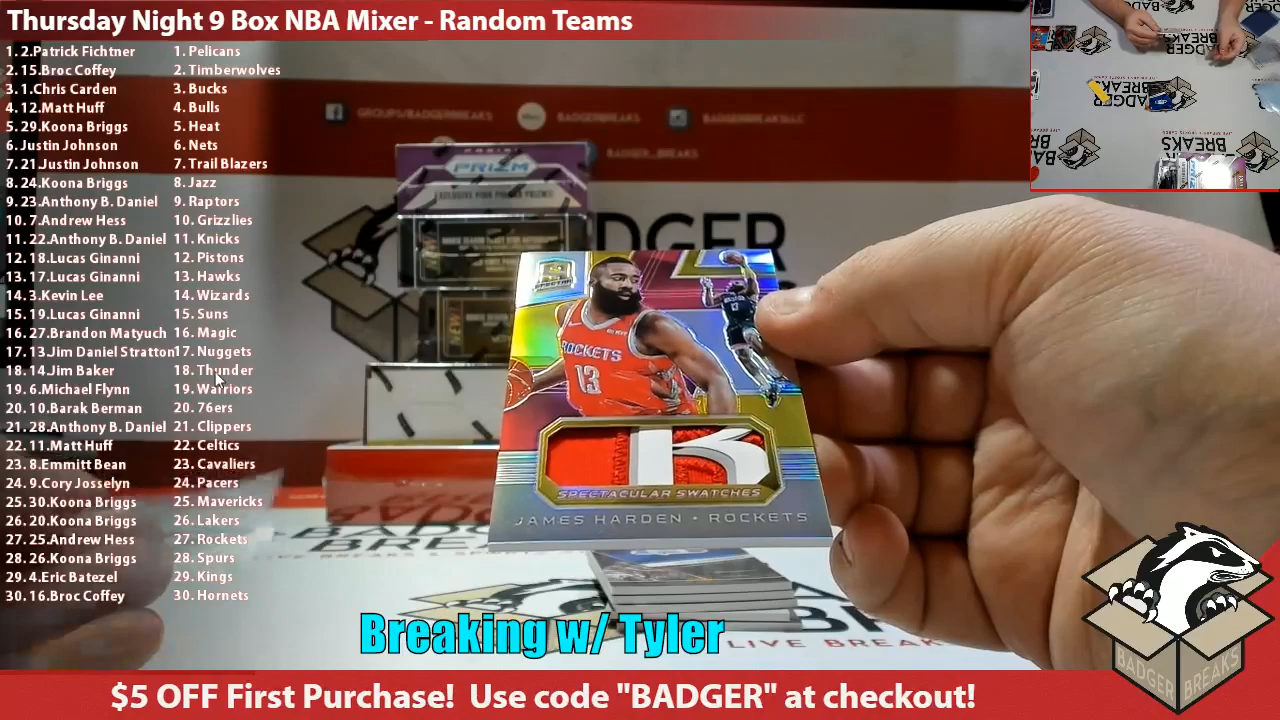 Thursday Night 9 Box NBA Mixer - Random Teams
1. 2.Patrick Fichtner 1. Pelicans
2. 15.Broc Coffey 2. Timberwolves
3. 1.Chris Carden 3. Bucks
4. 12.Matt Huff 4. Bulls
5. 29.Koona Briggs 5. Heat
6. Justin Johnson 6. Nets
7. 21.Justin Johnson 7. Trail Blazers
8. 24.Koona Briggs 8. Jazz
9. 23.Anthony B. Daniel 9. Raptors
10. 7.Andrew Hess 10. Grizzlies
11. 22.Anthony B. Daniel 11. Knicks
12. 18.Lucas Ginanni 12. Pistons
13. 17.Lucas Ginanni 13. Hawks
14. 3.Kevin Lee 14. Wizards
15. 19.Lucas Ginanni 15. Suns
16. 27.Brandon Matyuch 16. Magic
17. 13.Jim Daniel Stratton 17. Nuggets
18. 14.Jim Baker 18. Thunder
19. 6.Michael Flynn 19. Warriors
20. 10.Barak Berman 20. 76ers
21. 28.Anthony B. Daniel 21. Clippers
22. 11.Matt Huff 22. Celtics
23. 8.Emmitt Bean 23. Cavaliers
24. 9.Cory Josselyn 24. Pacers
25. 30.Koona Briggs 25. Mavericks
26. 20.Koona Briggs 26. Lakers
27. 25.Andrew Hess 27. Rockets
28. 26.Koona Briggs 28. Spurs
29. 4.Eric Batezel 29. Kings
30. 16.Broc Coffey 30. Hornets
GROUPS/BADGERBREAKS
BADGERBREAKS
BADGERBREAKSLLC
BADGER_BREAKS
PRIZM
SPECTRA
ROCKETS
13
SPECTACULAR SWATCHES
JAMES HARDEN • ROCKETS
LIVE BREAKS
Breaking w/ Tyler
BADGER BREAKS
$5 OFF First Purchase! Use code "BADGER" at checkout!